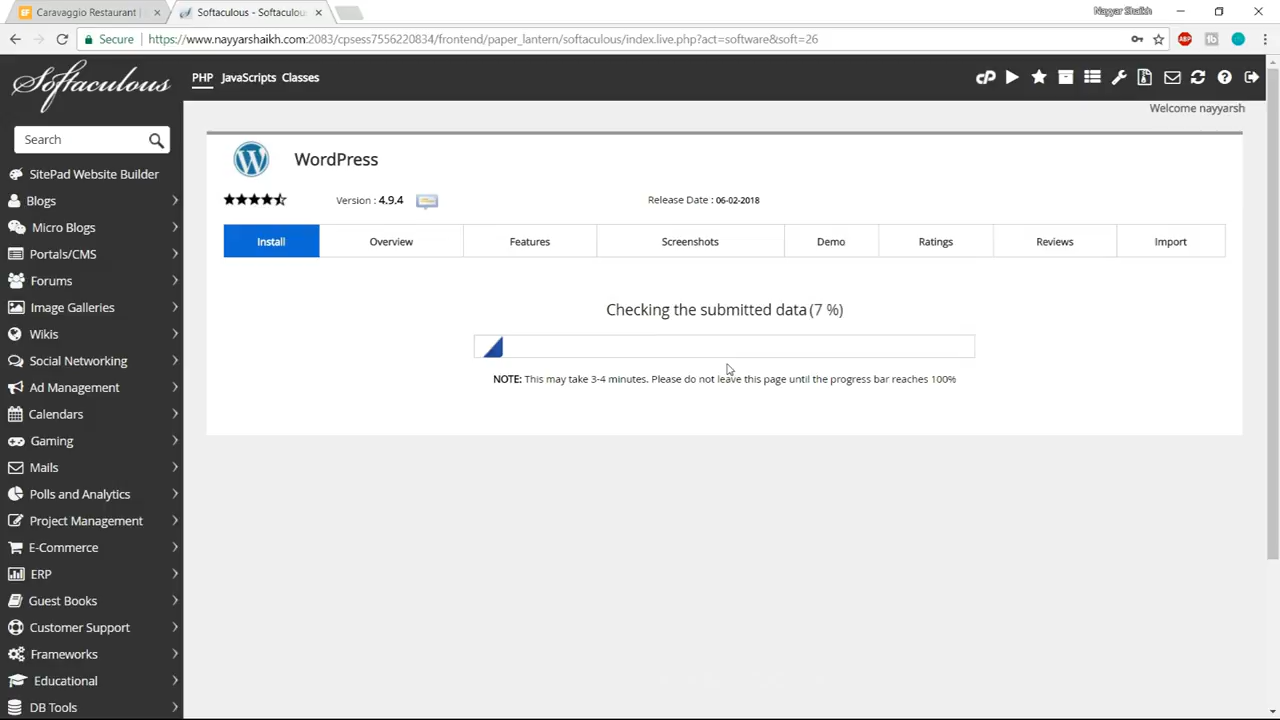 Caravaggio Restaurant |
Softaculous - Softaculou
Nayyar Shaikh
Secure
https://www.nayyarshaikh.com:2083/cpsess7556220834/frontend/paper_lantern/softaculous/index.live.php?act=software&soft=26
Softaculous
PHP JavaScripts Classes
Welcome nayyarsh
Search
SitePad Website Builder
Blogs
Micro Blogs
Portals/CMS
Forums
Image Galleries
Wikis
Social Networking
Ad Management
Calendars
Gaming
Mails
Polls and Analytics
Project Management
E-Commerce
ERP
Guest Books
Customer Support
Frameworks
Educational
DB Tools
WordPress
Version : 4.9.4
Release Date : 06-02-2018
Install Overview Features Screenshots Demo Ratings Reviews Import
Checking the submitted data (7 %)
NOTE: This may take 3-4 minutes. Please do not leave this page until the progress bar reaches 100%